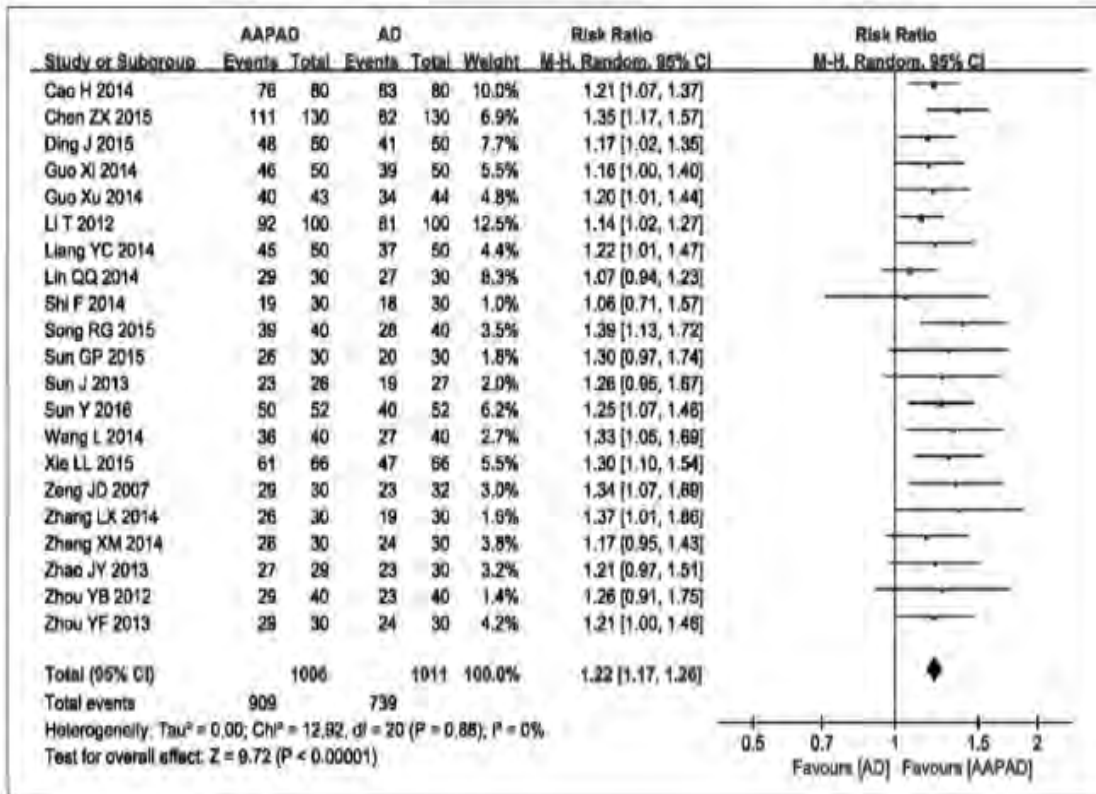 AAPAD AD Risk Ratio Risk Ratio
Study or Subgroup Events Total Events Total Weight M-H, Random, 95% CI M-H, Random, 95% CI
Cao H 2014 76 80 63 80 10.0% 1.21 [1.07, 1.37]
Chen ZX 2015 111 130 82 130 6.9% 1.35 [1.17, 1.57]
Ding J 2015 48 50 41 50 7.7% 1.17 [1.02, 1.35]
Guo Xi 2014 46 50 39 50 5.5% 1.18 [1.00, 1.40]
Guo Xu 2014 40 43 34 44 4.8% 1.20 [1.01, 1.44]
Li T 2012 92 100 81 100 12.5% 1.14 [1.02, 1.27]
Liang YC 2014 45 50 37 50 4.4% 1.22 [1.01, 1.47]
Lin QQ 2014 29 30 27 30 8.3% 1.07 [0.94, 1.23]
Shi F 2014 19 30 18 30 1.0% 1.06 [0.71, 1.57]
Song RG 2015 39 40 28 40 3.5% 1.39 [1.13, 1.72]
Sun GP 2015 26 30 20 30 1.8% 1.30 [0.97, 1.74]
Sun J 2013 23 26 19 27 2.0% 1.26 [0.95, 1.67]
Sun Y 2016 50 52 40 52 6.2% 1.25 [1.07, 1.46]
Wang L 2014 36 40 27 40 2.7% 1.33 [1.05, 1.69]
Xie LL 2015 61 66 47 66 5.5% 1.30 [1.10, 1.54]
Zeng JD 2007 29 30 23 32 3.0% 1.34 [1.07, 1.69]
Zhang LX 2014 26 30 19 30 1.6% 1.37 [1.01, 1.86]
Zheng XM 2014 28 30 24 30 3.8% 1.17 [0.95, 1.43]
Zhao JY 2013 27 29 23 30 3.2% 1.21 [0.97, 1.51]
Zhou YB 2012 29 40 23 40 1.4% 1.26 [0.91, 1.75]
Zhou YF 2013 29 30 24 30 4.2% 1.21 [1.00, 1.46]
Total (95% CI) 1006 1011 100.0% 1.22 [1.17, 1.26]
Total events 909 739
Heterogeneity: Tau² = 0.00; Chi² = 12.92, df = 20 (P = 0.88); I² = 0%
Test for overall effect: Z = 9.72 (P < 0.00001)
0.5 0.7 1 1.5 2
Favours [AD] Favours [AAPAD]